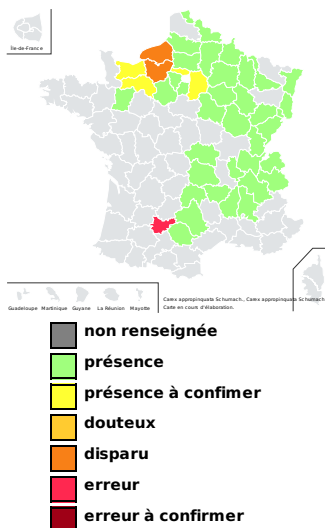 Île-de-France
Guadeloupe Martinique Guyane La Réunion Mayotte
Carex appropinquata Schumach., Carex appropinquata Schumach
Carte en cours d'élaboration.
non renseignée
présence
présence à confimer
douteux
disparu
erreur
erreur à confirmer